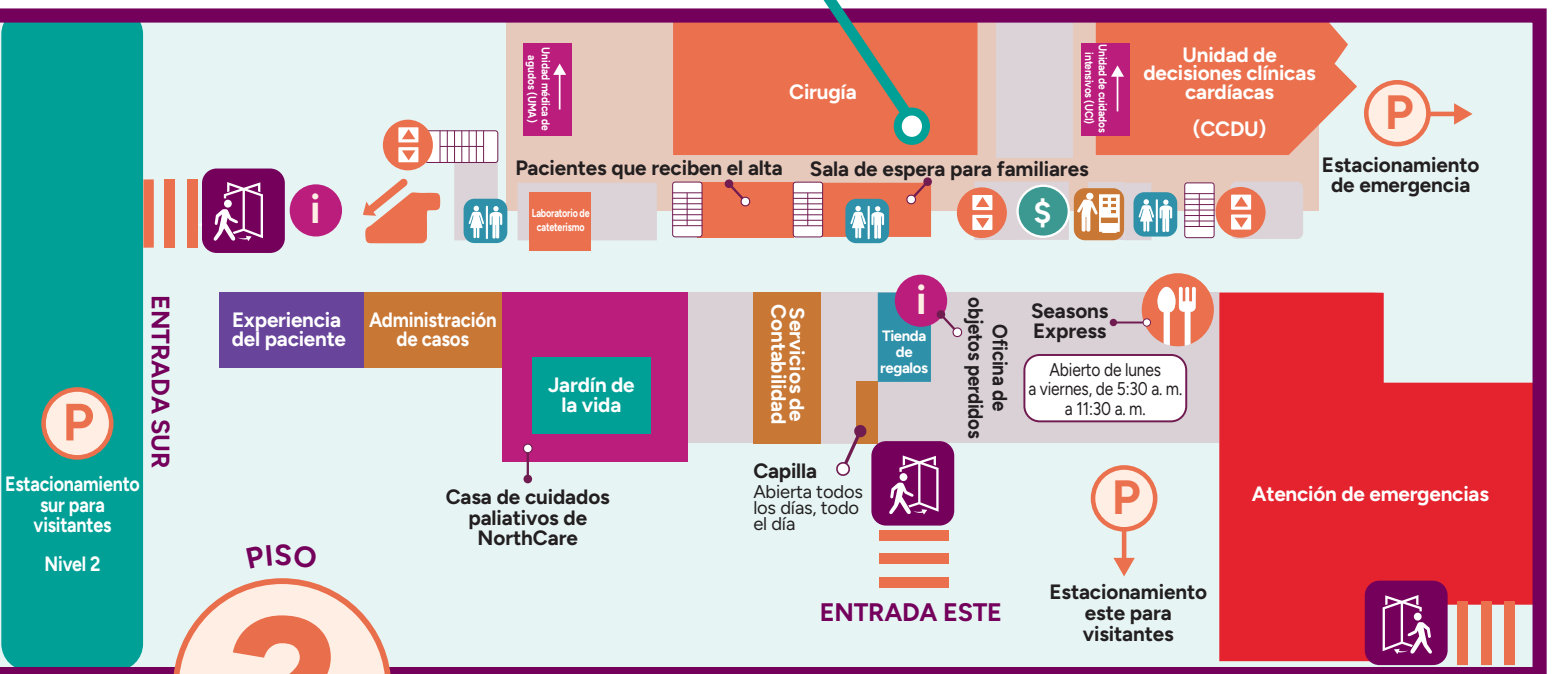 Unidad médica de
agudos (UMA)
Cirugía
Unidad de cuidados
intensivos (UCI)
Unidad de
decisiones clínicas
cardíacas
(CCDU)
P
Estacionamiento
de emergencia
Pacientes que reciben el alta
Sala de espera para familiares
i
Laboratorio de
cateterismo
$
ENTRADA SUR
Experiencia
del paciente
Administración
de casos
Jardín de
la vida
Casa de cuidados
paliativos de
NorthCare
Servicios de
Contabilidad
i
Tienda
de
regalos
Oficina de
objetos perdidos
Seasons
Express
Abierto de lunes
a viernes, de 5:30 a. m.
a 11:30 a. m.
Capilla
Abierta todos
los días, todo
el día
ENTRADA ESTE
P
Estacionamiento
este para
visitantes
Atención de emergencias
P
Estacionamiento
sur para
visitantes
Nivel 2
PISO